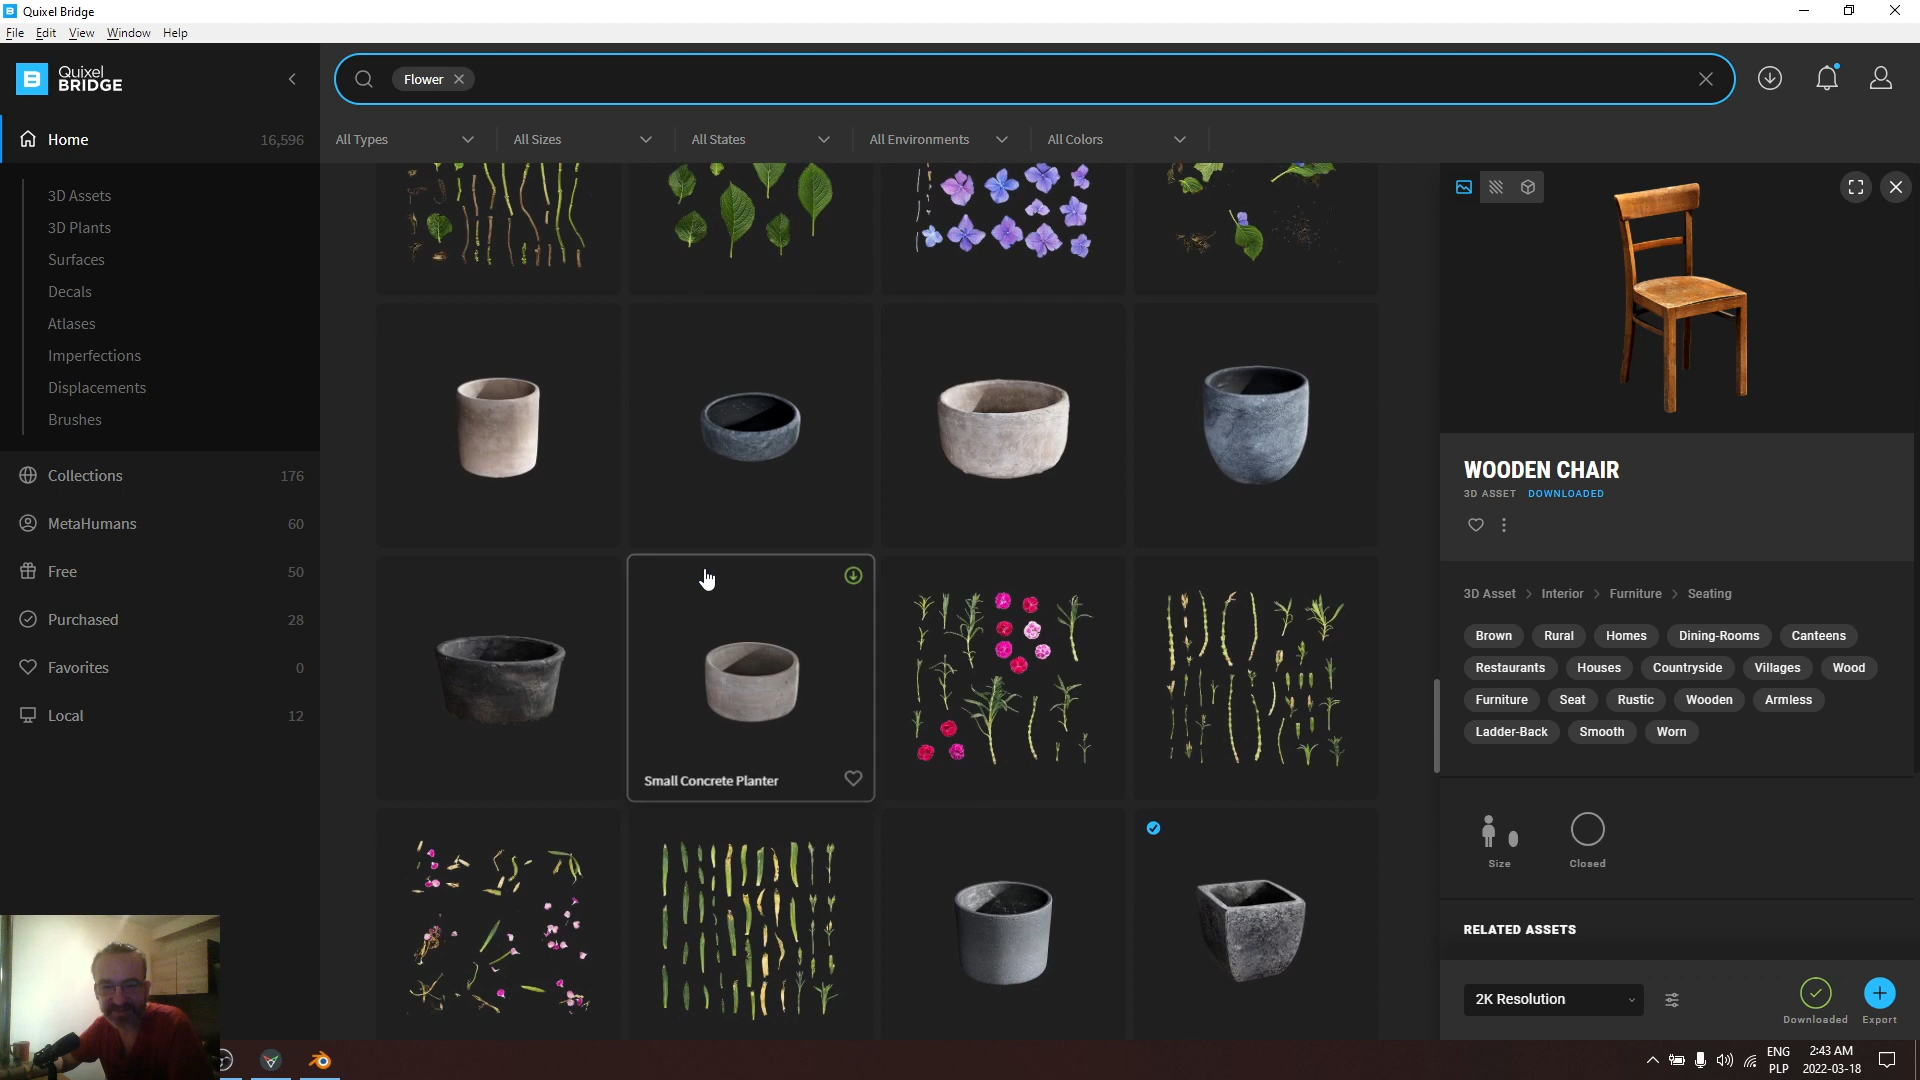 Quixel Bridge
File Edit View Window Help
Quixel
BRIDGE
Flower
Home 16,596
All Types All Sizes All States All Environments All Colors
3D Assets
3D Plants
Surfaces
Decals
Atlases
Imperfections
Displacements
Brushes
Collections 176
MetaHumans 60
Free 50
Purchased 28
Favorites 0
Local 12
Small Concrete Planter
WOODEN CHAIR
3D ASSET DOWNLOADED
3D Asset > Interior > Furniture > Seating
Brown Rural Homes Dining-Rooms Canteens
Restaurants Houses Countryside Villages Wood
Furniture Seat Rustic Wooden Armless
Ladder-Back Smooth Worn
Size Closed
RELATED ASSETS
2K Resolution
Downloaded Export
ENG 2:43 AM
PLP 2022-03-18